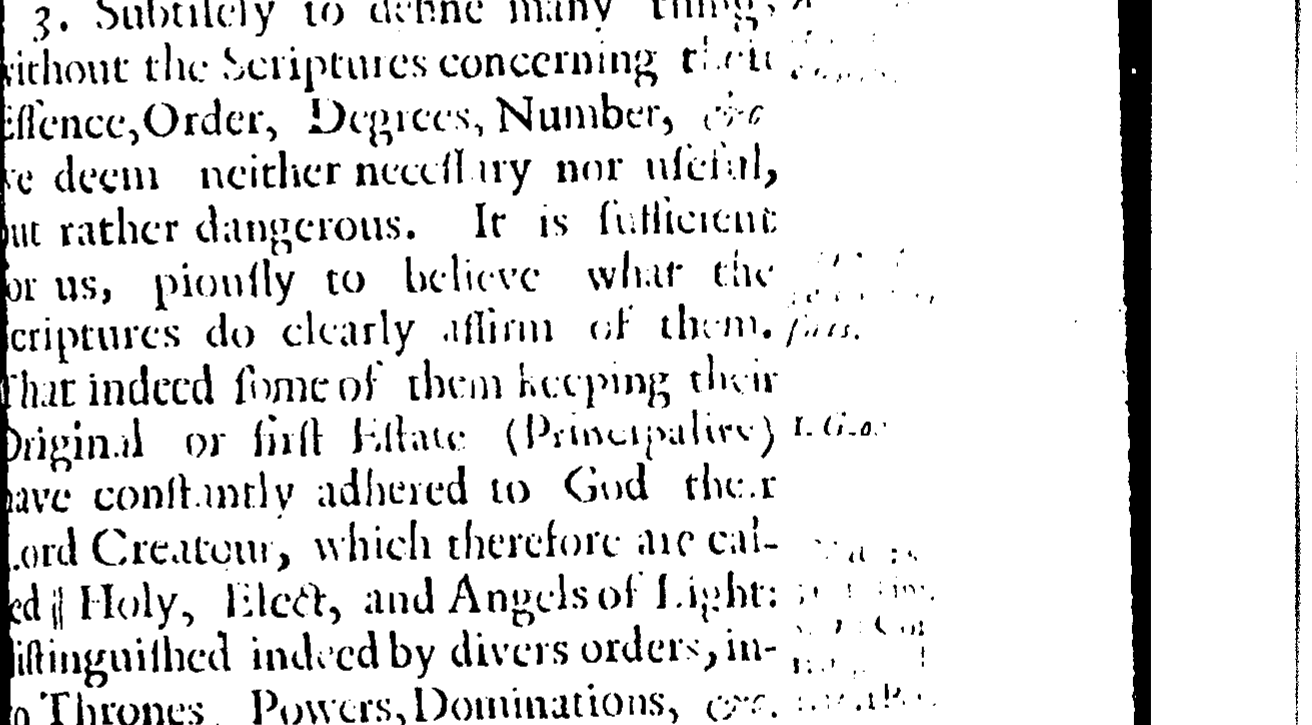 3. Subtilely to define many things,
without the Scriptures concerning their
Eſſence, Order, Degrees, Number, &c
we deem neither neceſſary nor uſeful,
but rather dangerous. It is ſufficient
for us, piouſly to believe what the
Scriptures do clearly affirm of them.
That indeed ſome of them keeping their
Original or firſt Eſtate (Principalitie)
have conſtantly adhered to God their
Lord Creatour, which therefore are cal-
led || Holy, Elect, and Angels of Light:
diſtinguiſhed indeed by divers orders, in-
to Thrones Powers, Dominations, &c.